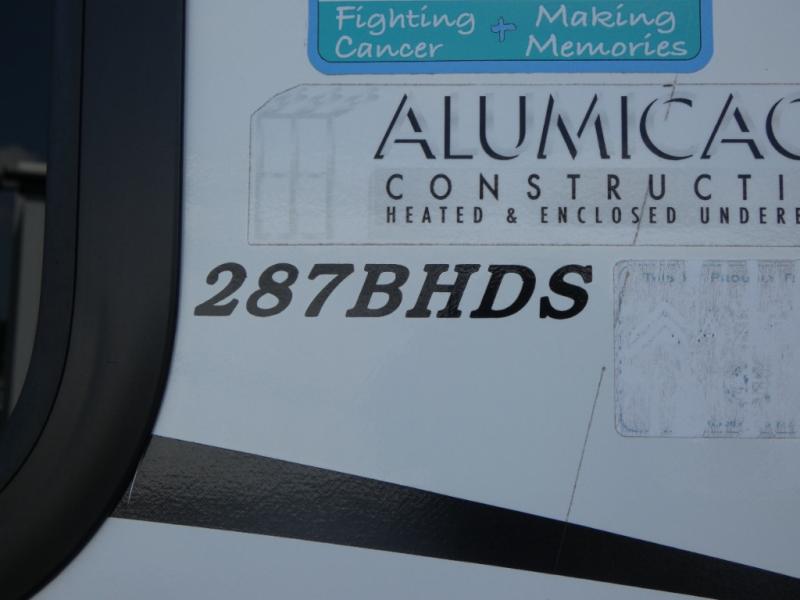 Fighting + Making
Cancer Memories
ALUMICAG
CONSTRUCTI
HEATED & ENCLOSED UNDERB
287BHDS